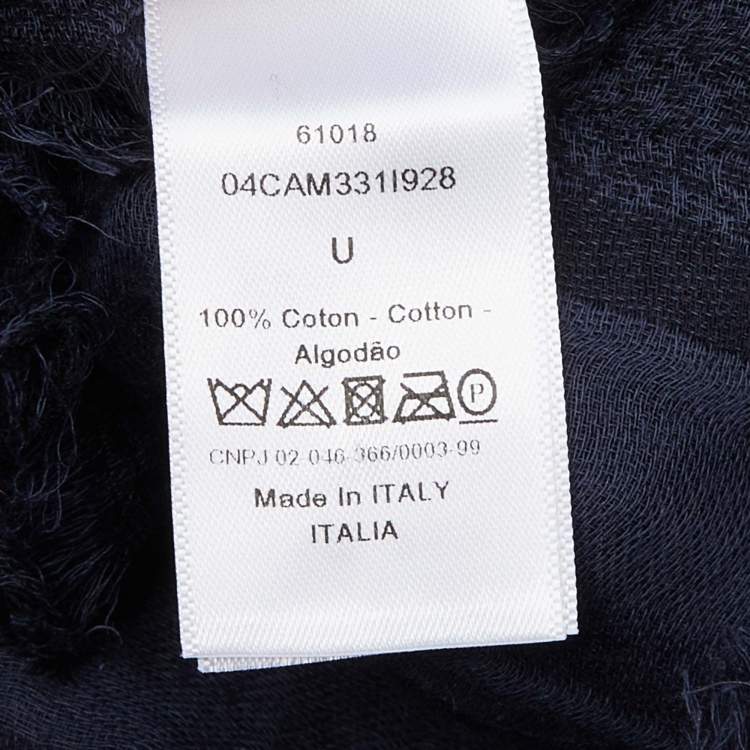 61018
04CAM331I928
U
100% Coton - Cotton -
Algodão
P
CNPJ 02-046-366/0003-99
Made In ITALY
ITALIA